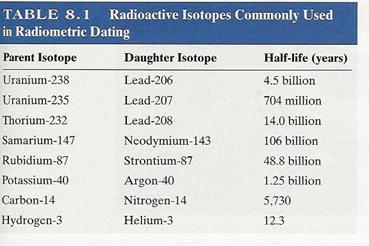 TABLE 8.1 Radioactive Isotopes Commonly Used
in Radiometric Dating
Parent Isotope Daughter Isotope Half-life (years)
Uranium-238 Lead-206 4.5 billion
Uranium-235 Lead-207 704 million
Thorium-232 Lead-208 14.0 billion
Samarium-147 Neodymium-143 106 billion
Rubidium-87 Strontium-87 48.8 billion
Potassium-40 Argon-40 1.25 billion
Carbon-14 Nitrogen-14 5,730
Hydrogen-3 Helium-3 12.3